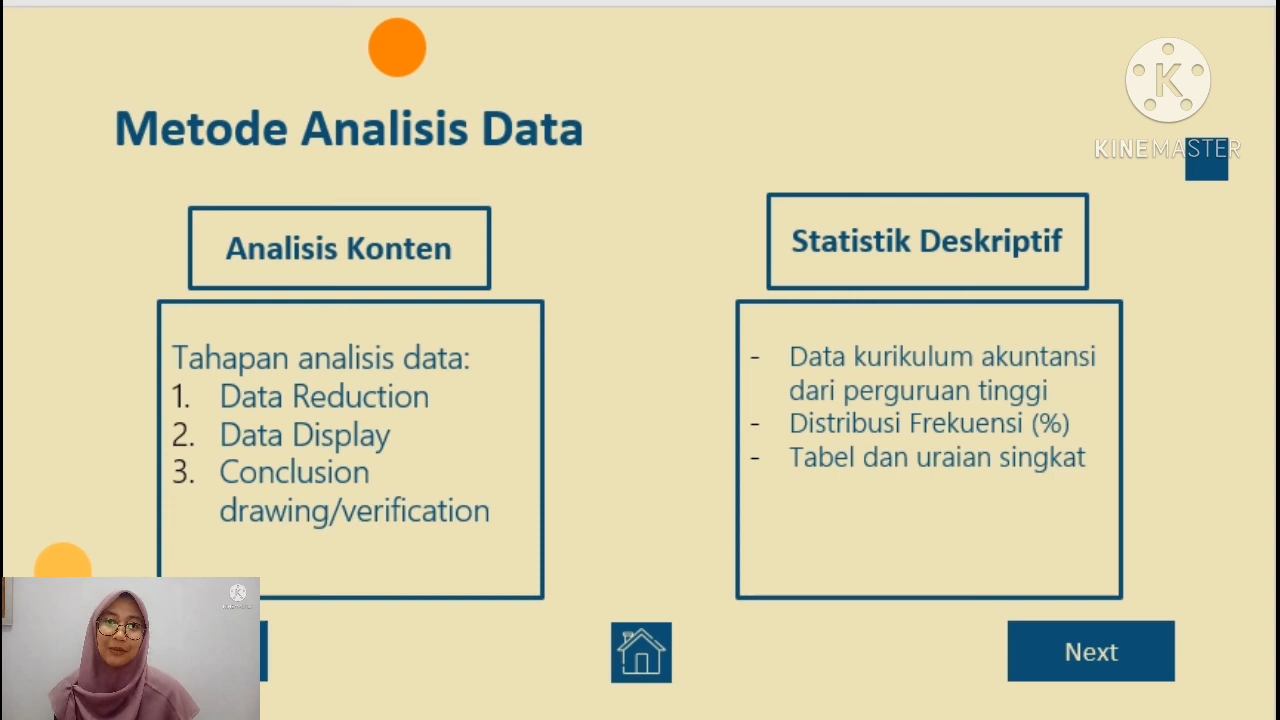 Metode Analisis Data
KINEMASTER
Analisis Konten
Tahapan analisis data:
1. Data Reduction
2. Data Display
3. Conclusion
drawing/verification
Statistik Deskriptif
- Data kurikulum akuntansi
dari perguruan tinggi
- Distribusi Frekuensi (%)
- Tabel dan uraian singkat
Next